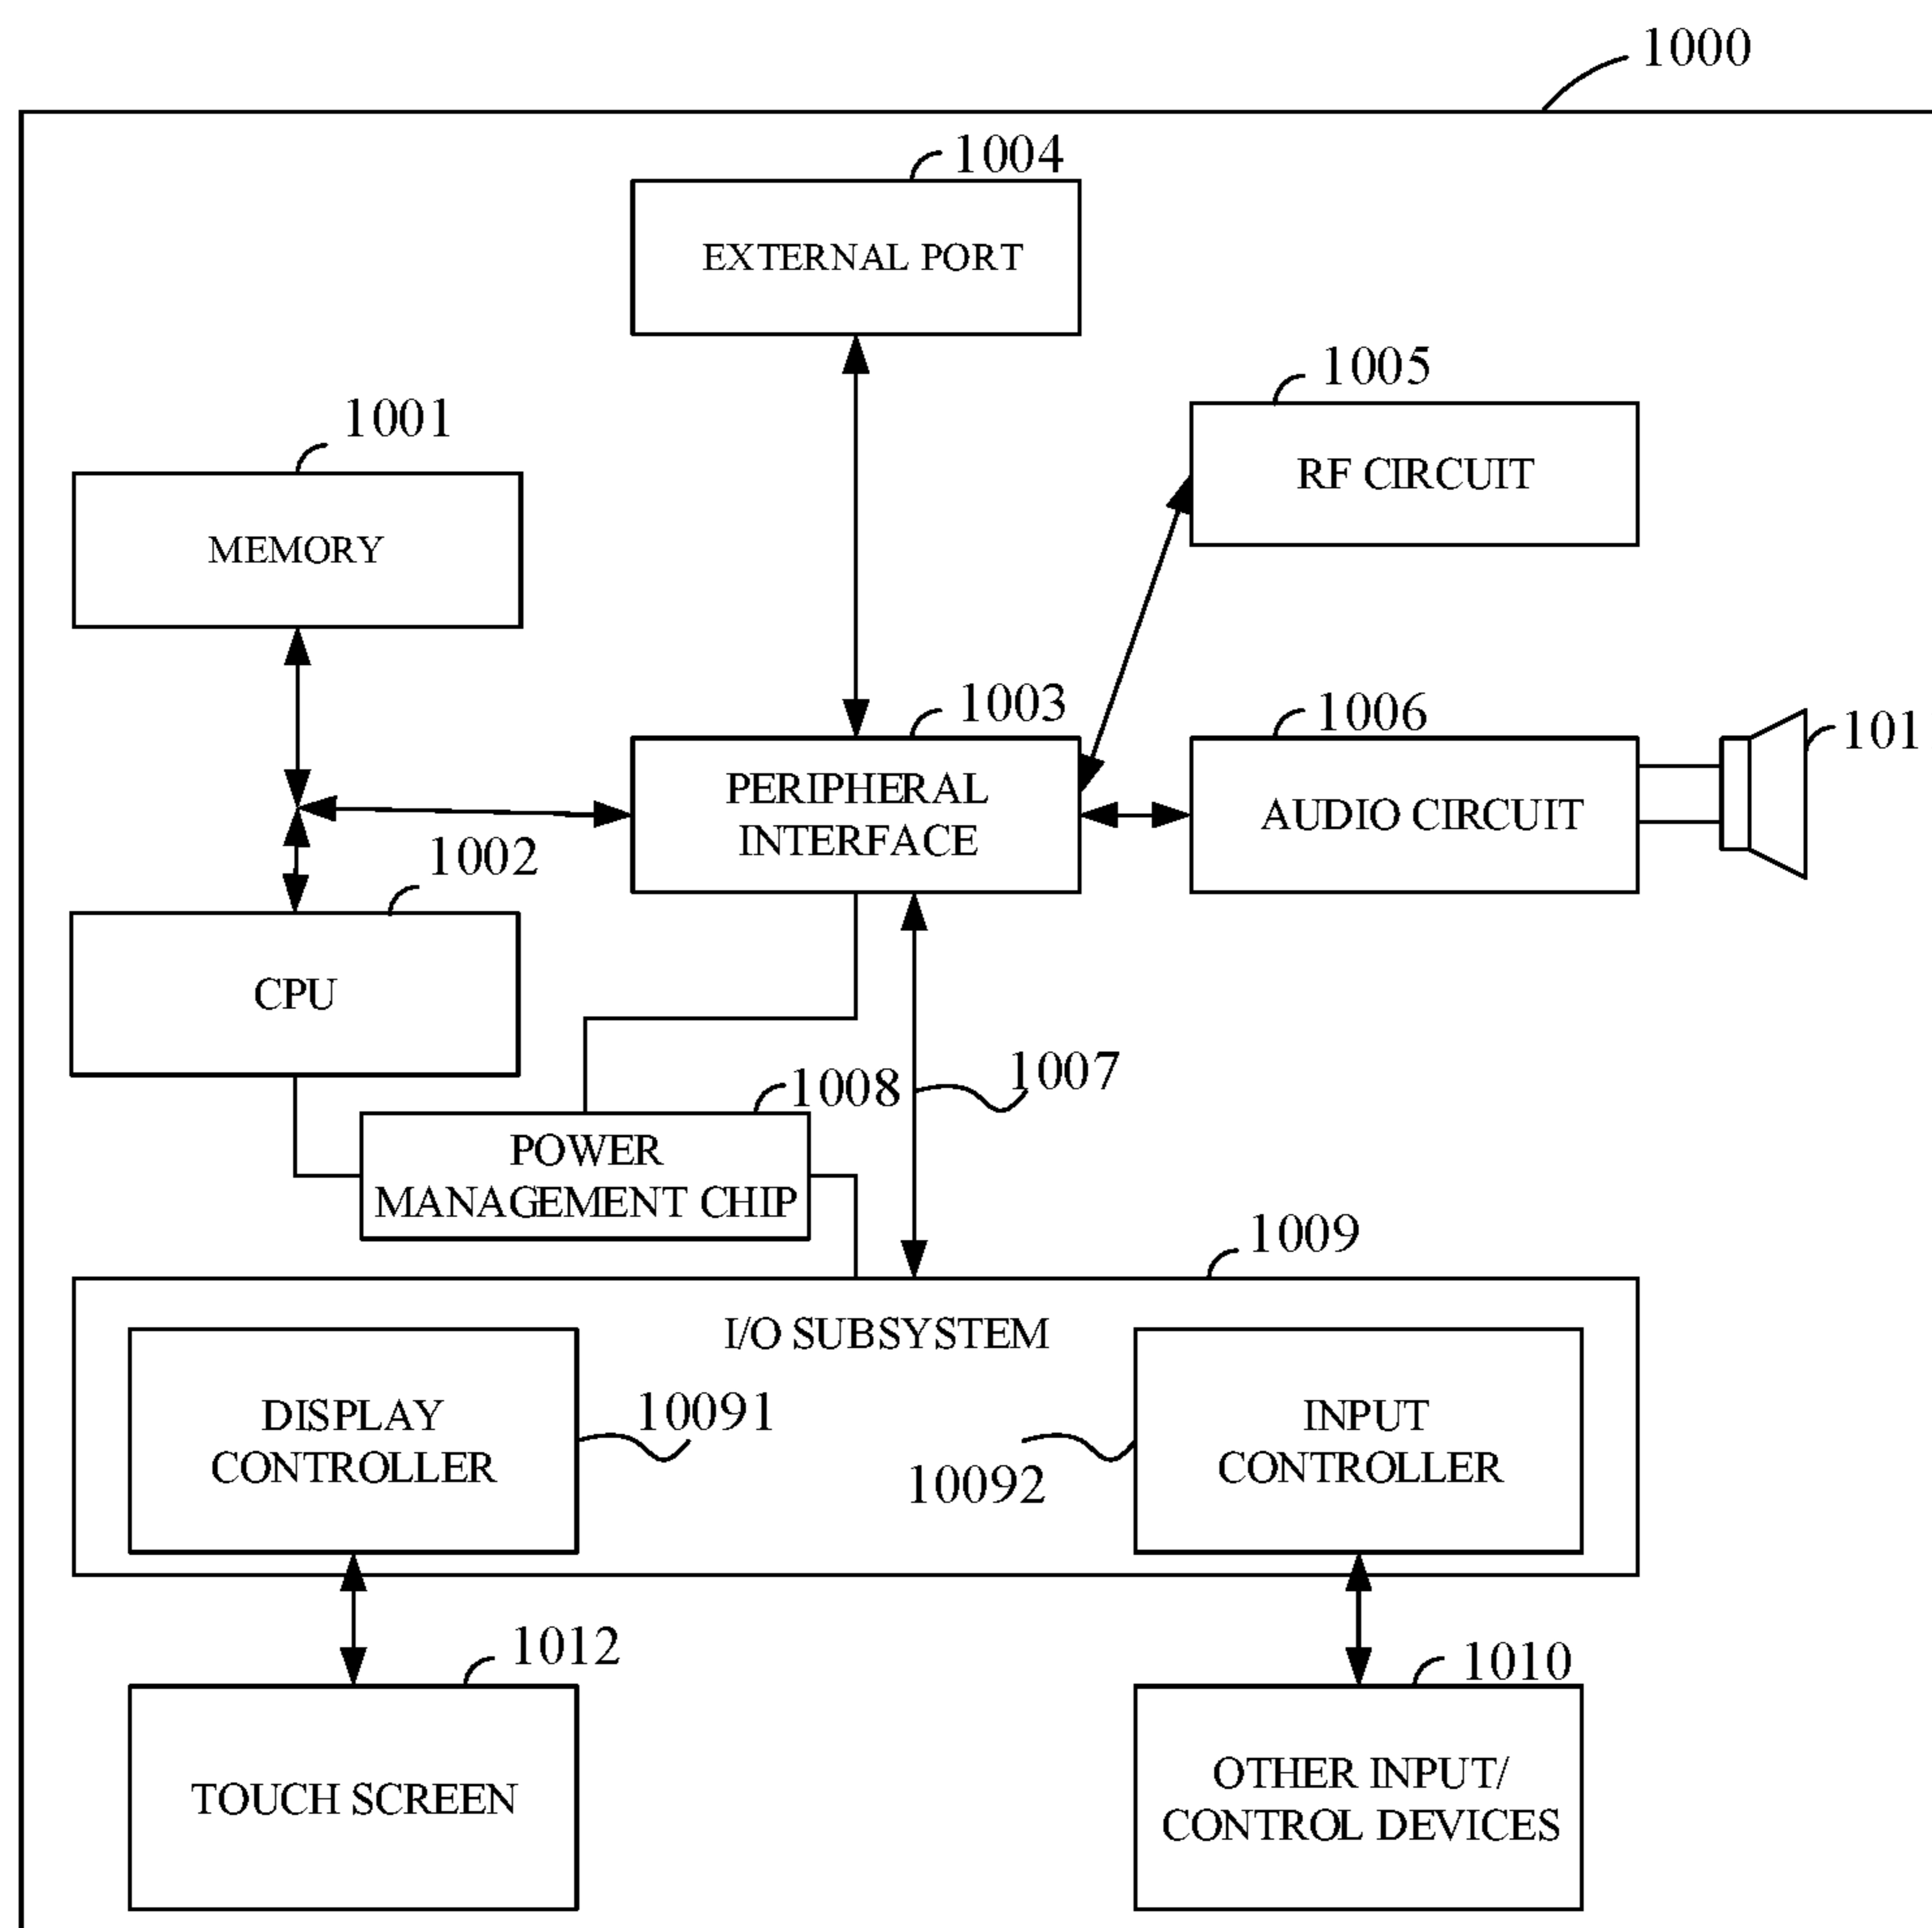 1000
1004
EXTERNAL PORT
1005
RF CIRCUIT
1001
MEMORY
1003
PERIPHERAL
INTERFACE
1006
AUDIO CIRCUIT
101
1002
CPU
1007
1008
POWER
MANAGEMENT CHIP
1009
I/O SUBSYSTEM
DISPLAY
CONTROLLER
10091
10092
INPUT
CONTROLLER
1012
TOUCH SCREEN
1010
OTHER INPUT/
CONTROL DEVICES